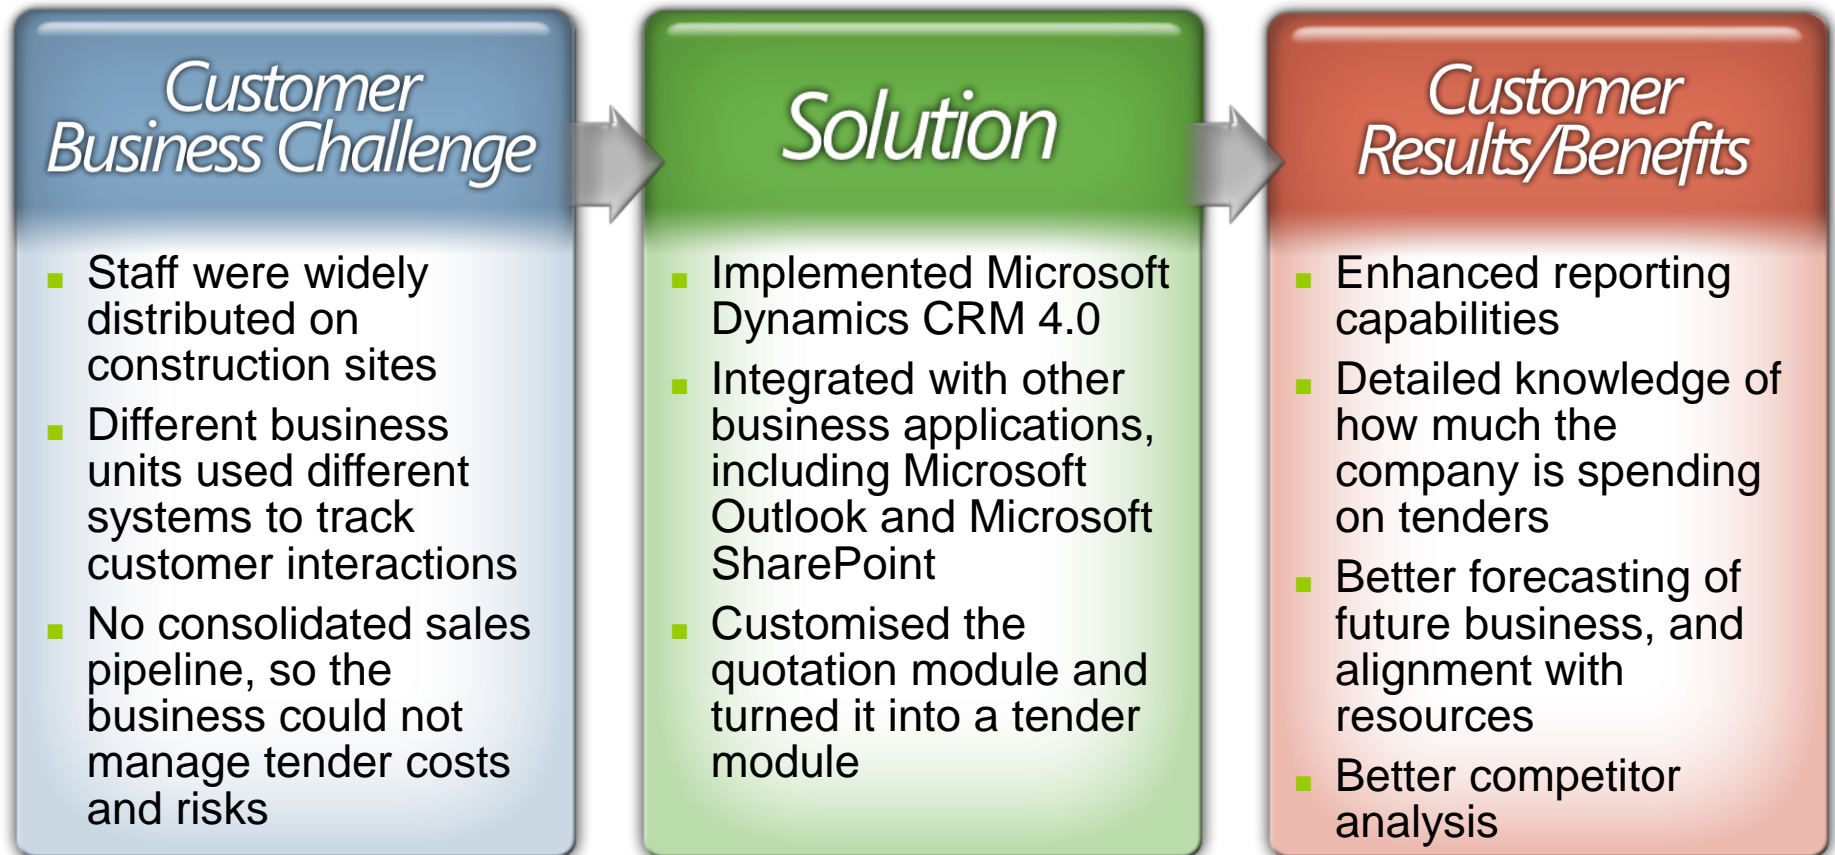 Customer
Business Challenge
■ Staff were widely
distributed on
construction sites
■ Different business
units used different
systems to track
customer interactions
■ No consolidated sales
pipeline, so the
business could not
manage tender costs
and risks
Solution
■ Implemented Microsoft
Dynamics CRM 4.0
■ Integrated with other
business applications,
including Microsoft
Outlook and Microsoft
SharePoint
■ Customised the
quotation module and
turned it into a tender
module
Customer
Results/Benefits
■ Enhanced reporting
capabilities
■ Detailed knowledge of
how much the
company is spending
on tenders
■ Better forecasting of
future business, and
alignment with
resources
■ Better competitor
analysis